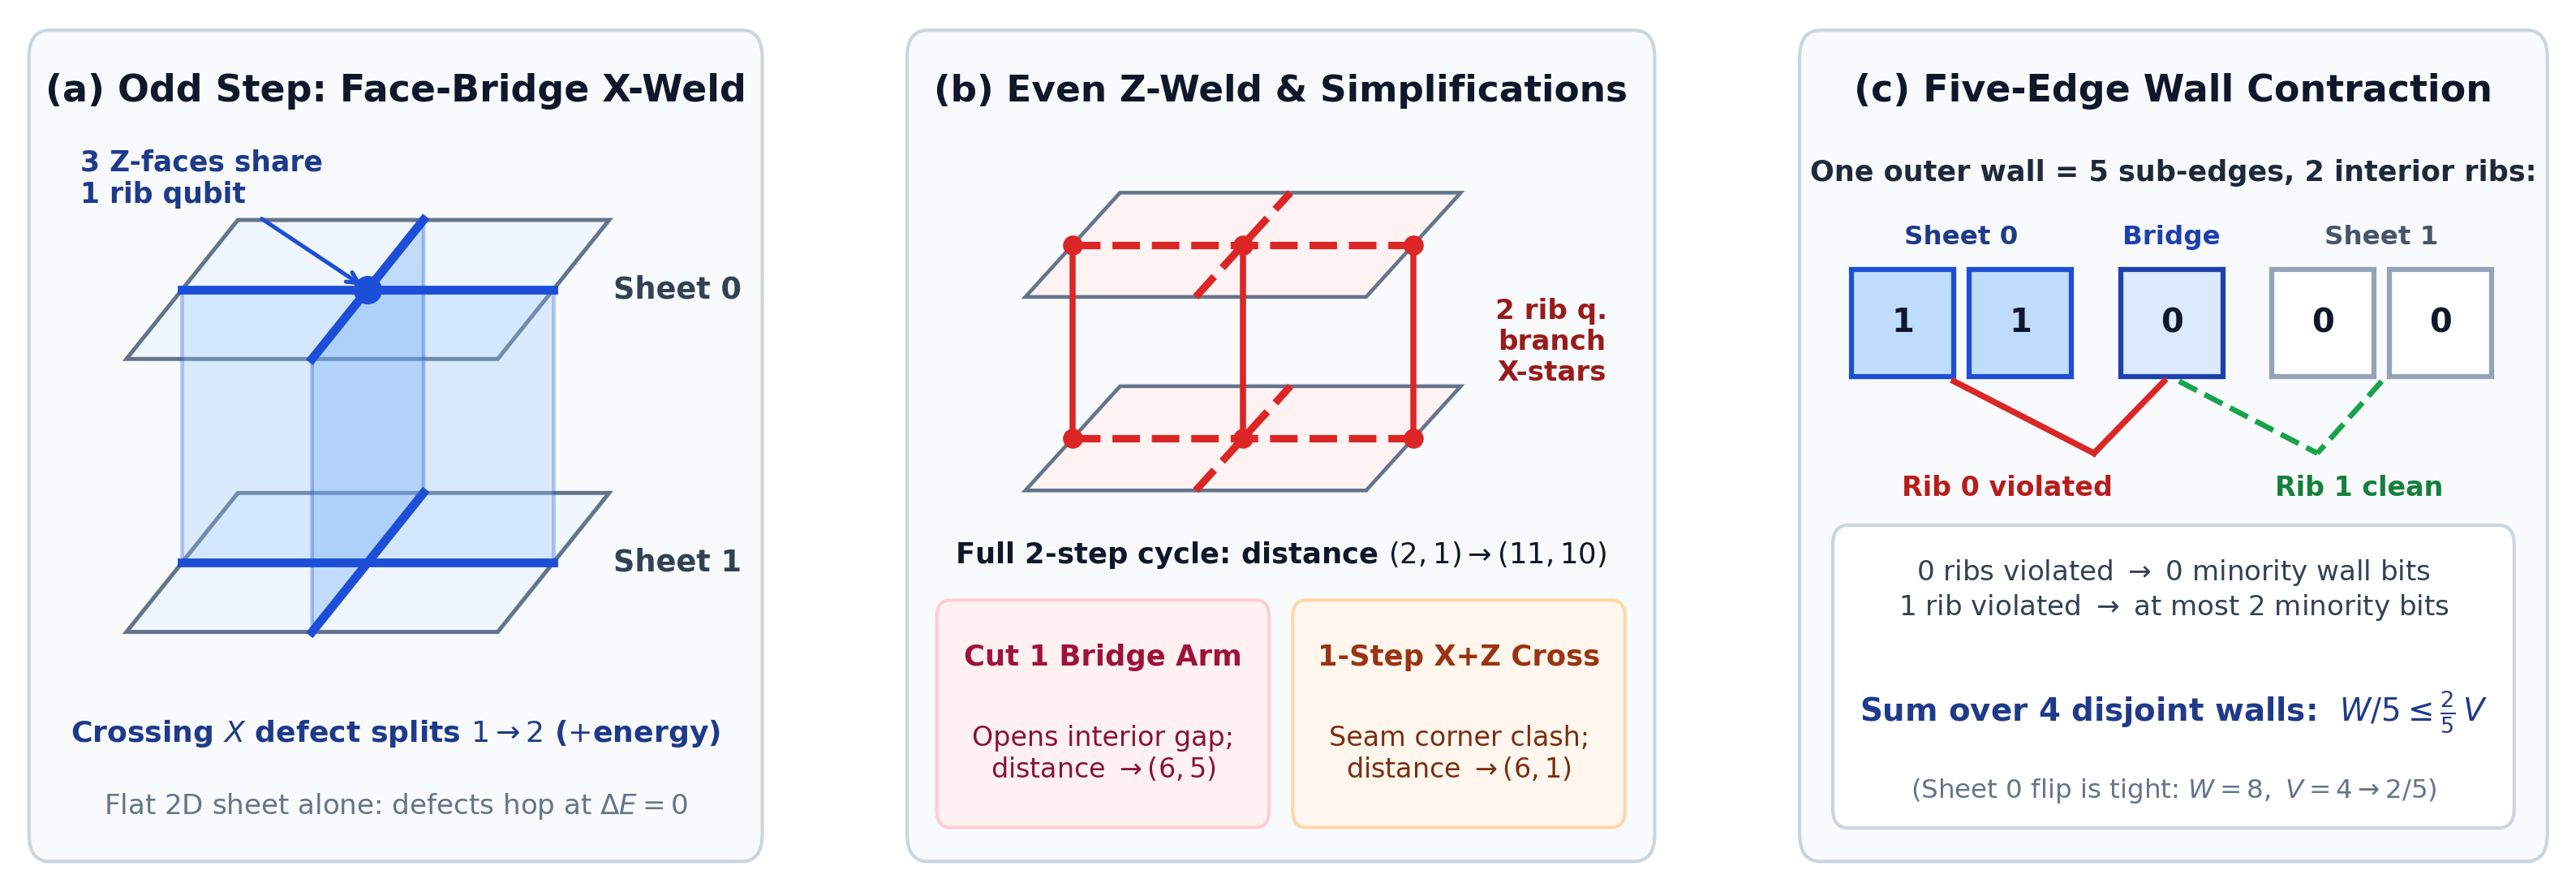 (a) Odd Step: Face-Bridge X-Weld
3 Z-faces share
1 rib qubit
Sheet 0
Sheet 1
Crossing X defect splits 1→2 (+energy)
Flat 2D sheet alone: defects hop at ΔE = 0
(b) Even Z-Weld & Simplifications
2 rib q.
branch
X-stars
Full 2-step cycle: distance (2, 1)→(11, 10)
Cut 1 Bridge Arm
Opens interior gap;
distance →(6, 5)
1-Step X+Z Cross
Seam corner clash;
distance →(6, 1)
(c) Five-Edge Wall Contraction
One outer wall = 5 sub-edges, 2 interior ribs:
Sheet 0 Bridge Sheet 1
1 1 0 0 0
Rib 0 violated Rib 1 clean
0 ribs violated → 0 minority wall bits
1 rib violated → at most 2 minority bits
Sum over 4 disjoint walls: W/5 ≤ 2/5 V
(Sheet 0 flip is tight: W = 8, V = 4→2/5)